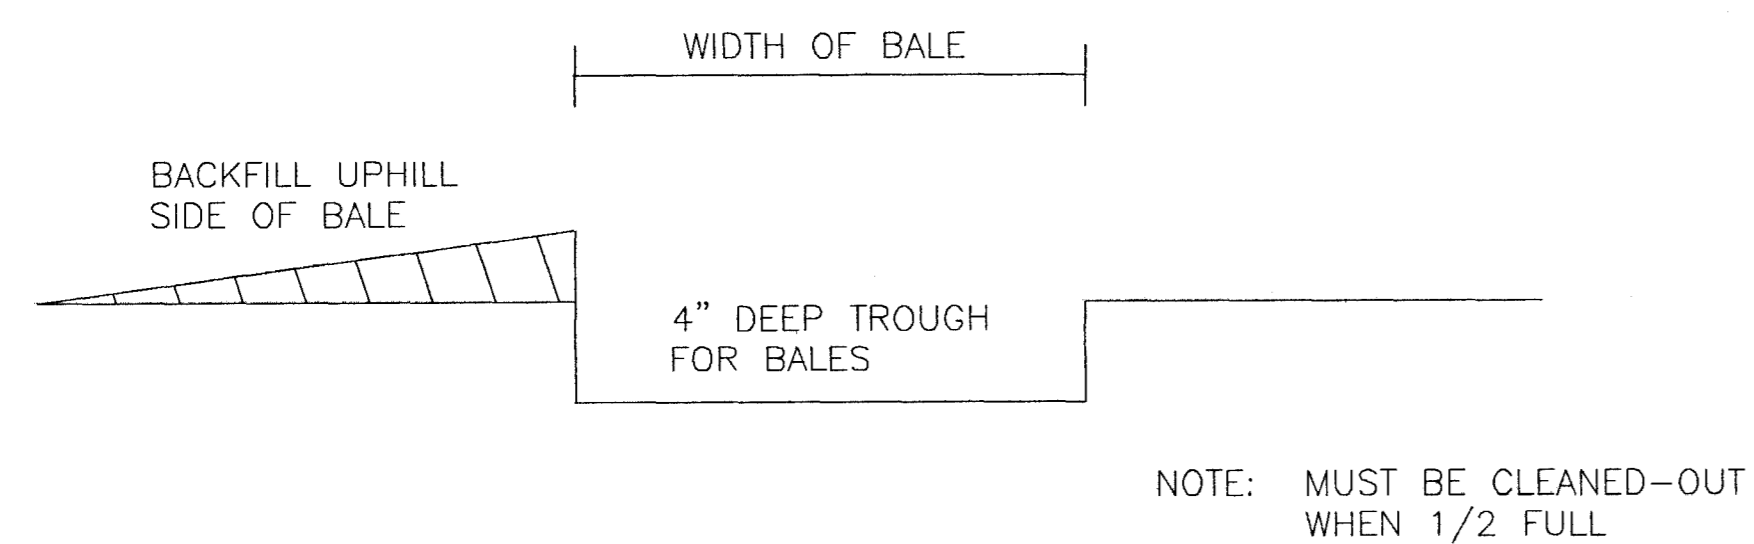 WIDTH OF BALE
BACKFILL UPHILL
SIDE OF BALE
4” DEEP TROUGH
FOR BALES
NOTE: MUST BE CLEANED-OUT
WHEN 1/2 FULL